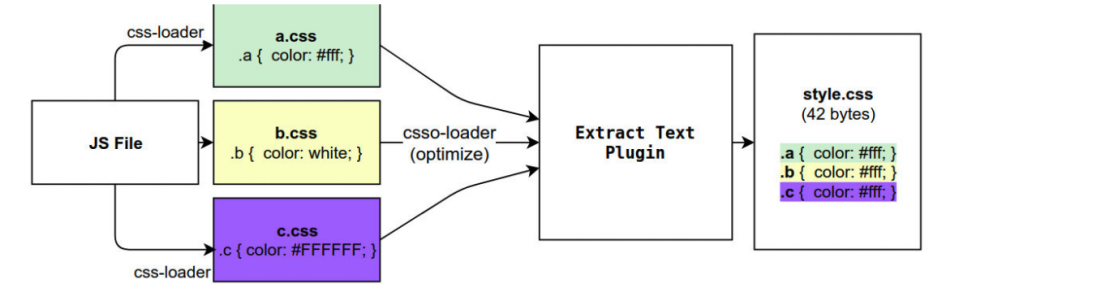 css-loader
a.css
.a {  color: #fff; }
JS File
b.css
.b {  color: white; }
csso-loader
(optimize)
c.css
.c { color: #FFFFFF; }
css-loader
Extract Text
Plugin
style.css
(42 bytes)
.a {  color: #fff; }
.b {  color: #fff; }
.c {  color: #fff; }